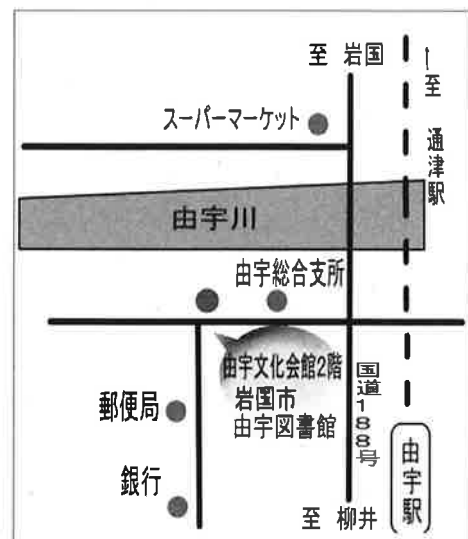 至 岩国
↑至 通津駅
スーパーマーケット
由宇川
由宇総合支所
由宇文化会館2階
岩国市
由宇図書館
国道188号
郵便局
銀行
由宇駅
至 柳井